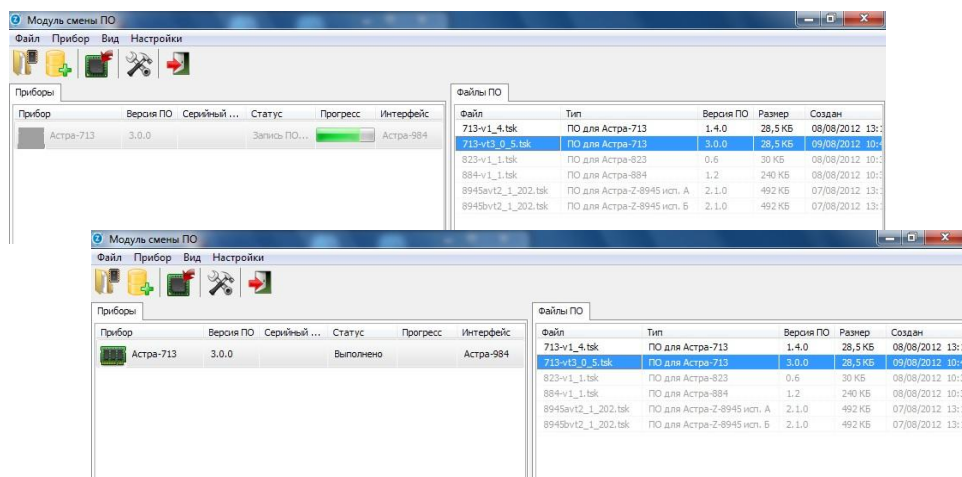 Модуль смены ПО
Файл Прибор Вид Настройки
Приборы
Прибор Версия ПО Серийный ... Статус Прогресс Интерфейс
Астра-713 3.0.0 Запись ПО... Астра-984
Файлы ПО
Файл Тип Версия ПО Размер Создан
713-v1_4.tsk ПО для Астра-713 1.4.0 28,5 КБ 08/08/2012 13:
713-vt3_0_5.tsk ПО для Астра-713 3.0.0 28,5 КБ 09/08/2012 10:
823-v1_1.tsk ПО для Астра-823 0.6 30 КБ 08/08/2012 10:
884-v1_1.tsk ПО для Астра-884 1.2 240 КБ 08/08/2012 10:
8945avt2_1_202.tsk ПО для Астра-Z-8945 исп. А 2.1.0 492 КБ 07/08/2012 13:
8945bvt2_1_202.tsk ПО для Астра-Z-8945 исп. Б 2.1.0 492 КБ 07/08/2012 13:
Модуль смены ПО
Файл Прибор Вид Настройки
Приборы
Прибор Версия ПО Серийный ... Статус Прогресс Интерфейс
Астра-713 3.0.0 Выполнено Астра-984
Файлы ПО
Файл Тип Версия ПО Размер Создан
713-v1_4.tsk ПО для Астра-713 1.4.0 28,5 КБ 08/08/2012 13:
713-vt3_0_5.tsk ПО для Астра-713 3.0.0 28,5 КБ 09/08/2012 10:
823-v1_1.tsk ПО для Астра-823 0.6 30 КБ 08/08/2012 10:
884-v1_1.tsk ПО для Астра-884 1.2 240 КБ 08/08/2012 10:
8945avt2_1_202.tsk ПО для Астра-Z-8945 исп. А 2.1.0 492 КБ 07/08/2012 13:
8945bvt2_1_202.tsk ПО для Астра-Z-8945 исп. Б 2.1.0 492 КБ 07/08/2012 13: